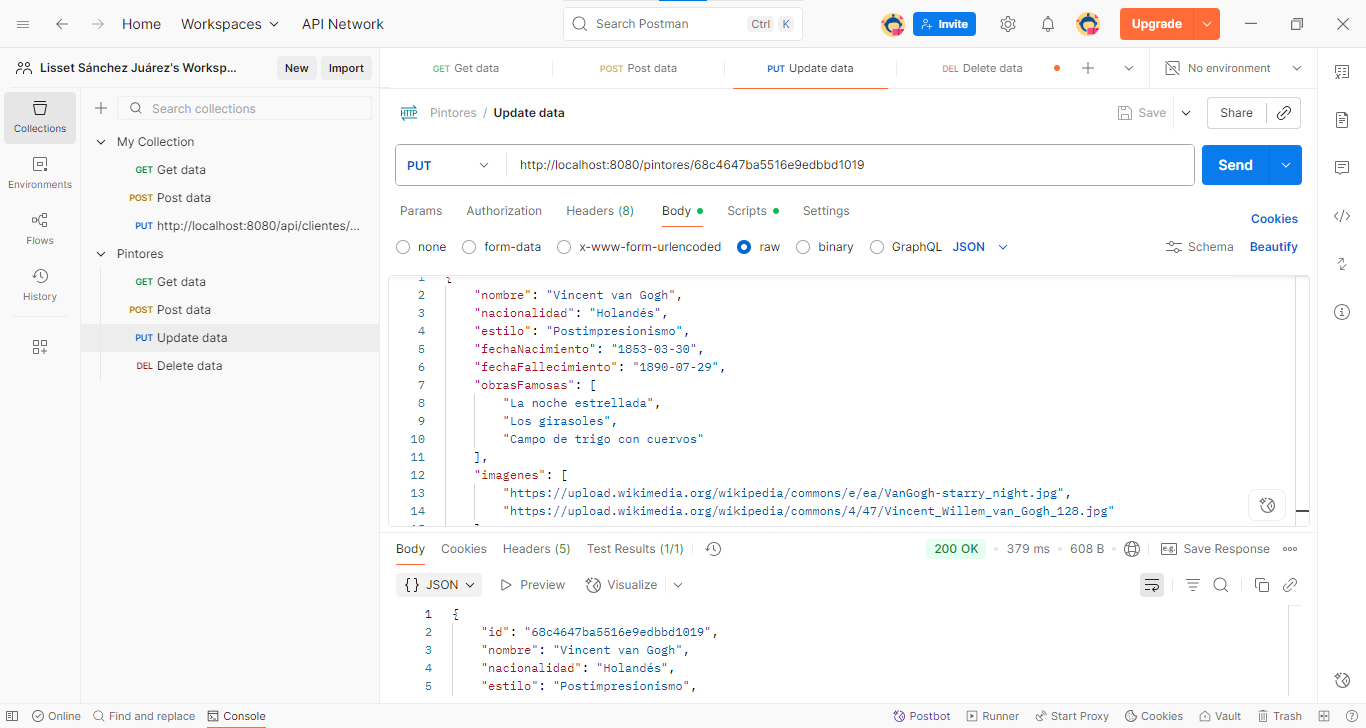 Home Workspaces API Network Search Postman Ctrl K Invite Upgrade
Lisset Sánchez Juárez's Worksp... New Import
GET Get data POST Post data PUT Update data DEL Delete data No environment
Collections
Environments
Flows
History
Search collections
My Collection
GET Get data
POST Post data
PUT http://localhost:8080/api/clientes/...
Pintores
GET Get data
POST Post data
PUT Update data
DEL Delete data
HTTP Pintores / Update data Save Share
PUT http://localhost:8080/pintores/68c4647ba5516e9edbbd1019 Send
Params Authorization Headers (8) Body Scripts Settings Cookies
none form-data x-www-form-urlencoded raw binary GraphQL JSON Schema Beautify
1 {
2 "nombre": "Vincent van Gogh",
3 "nacionalidad": "Holandés",
4 "estilo": "Postimpresionismo",
5 "fechaNacimiento": "1853-03-30",
6 "fechaFallecimiento": "1890-07-29",
7 "obrasFamosas": [
8 "La noche estrellada",
9 "Los girasoles",
10 "Campo de trigo con cuervos"
11 ],
12 "imagenes": [
13 "https://upload.wikimedia.org/wikipedia/commons/e/ea/VanGogh-starry_night.jpg",
14 "https://upload.wikimedia.org/wikipedia/commons/4/47/Vincent_Willem_van_Gogh_128.jpg"
Body Cookies Headers (5) Test Results (1/1) 200 OK • 379 ms • 608 B • e.g. Save Response
{} JSON Preview Visualize
1 {
2 "id": "68c4647ba5516e9edbbd1019",
3 "nombre": "Vincent van Gogh",
4 "nacionalidad": "Holandés",
5 "estilo": "Postimpresionismo",
Online Find and replace Console Postbot Runner Start Proxy Cookies Vault Trash